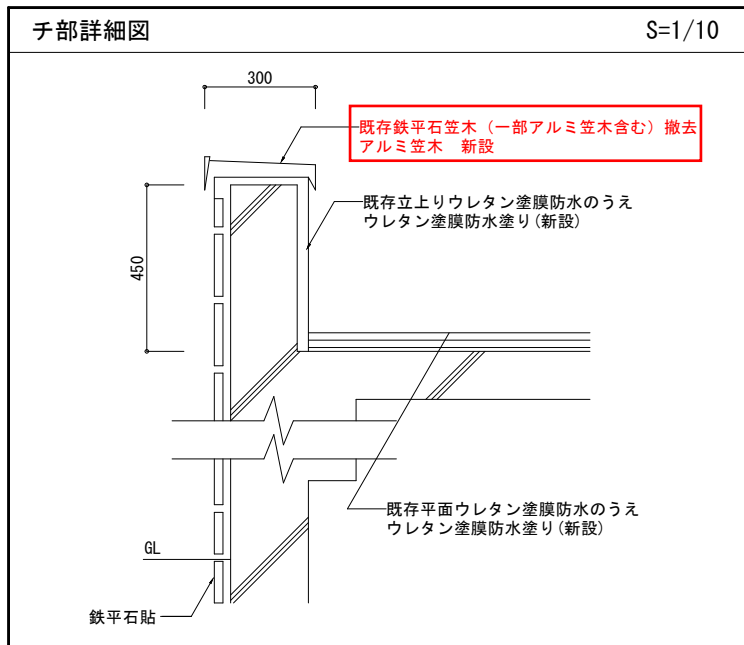 チ部詳細図
S=1/10
300
既存鉄平石笠木（一部アルミ笠木含む）撤去
アルミ笠木　新設
既存立上りウレタン塗膜防水のうえ
ウレタン塗膜防水塗り(新設)
450
既存平面ウレタン塗膜防水のうえ
ウレタン塗膜防水塗り(新設)
GL
鉄平石貼